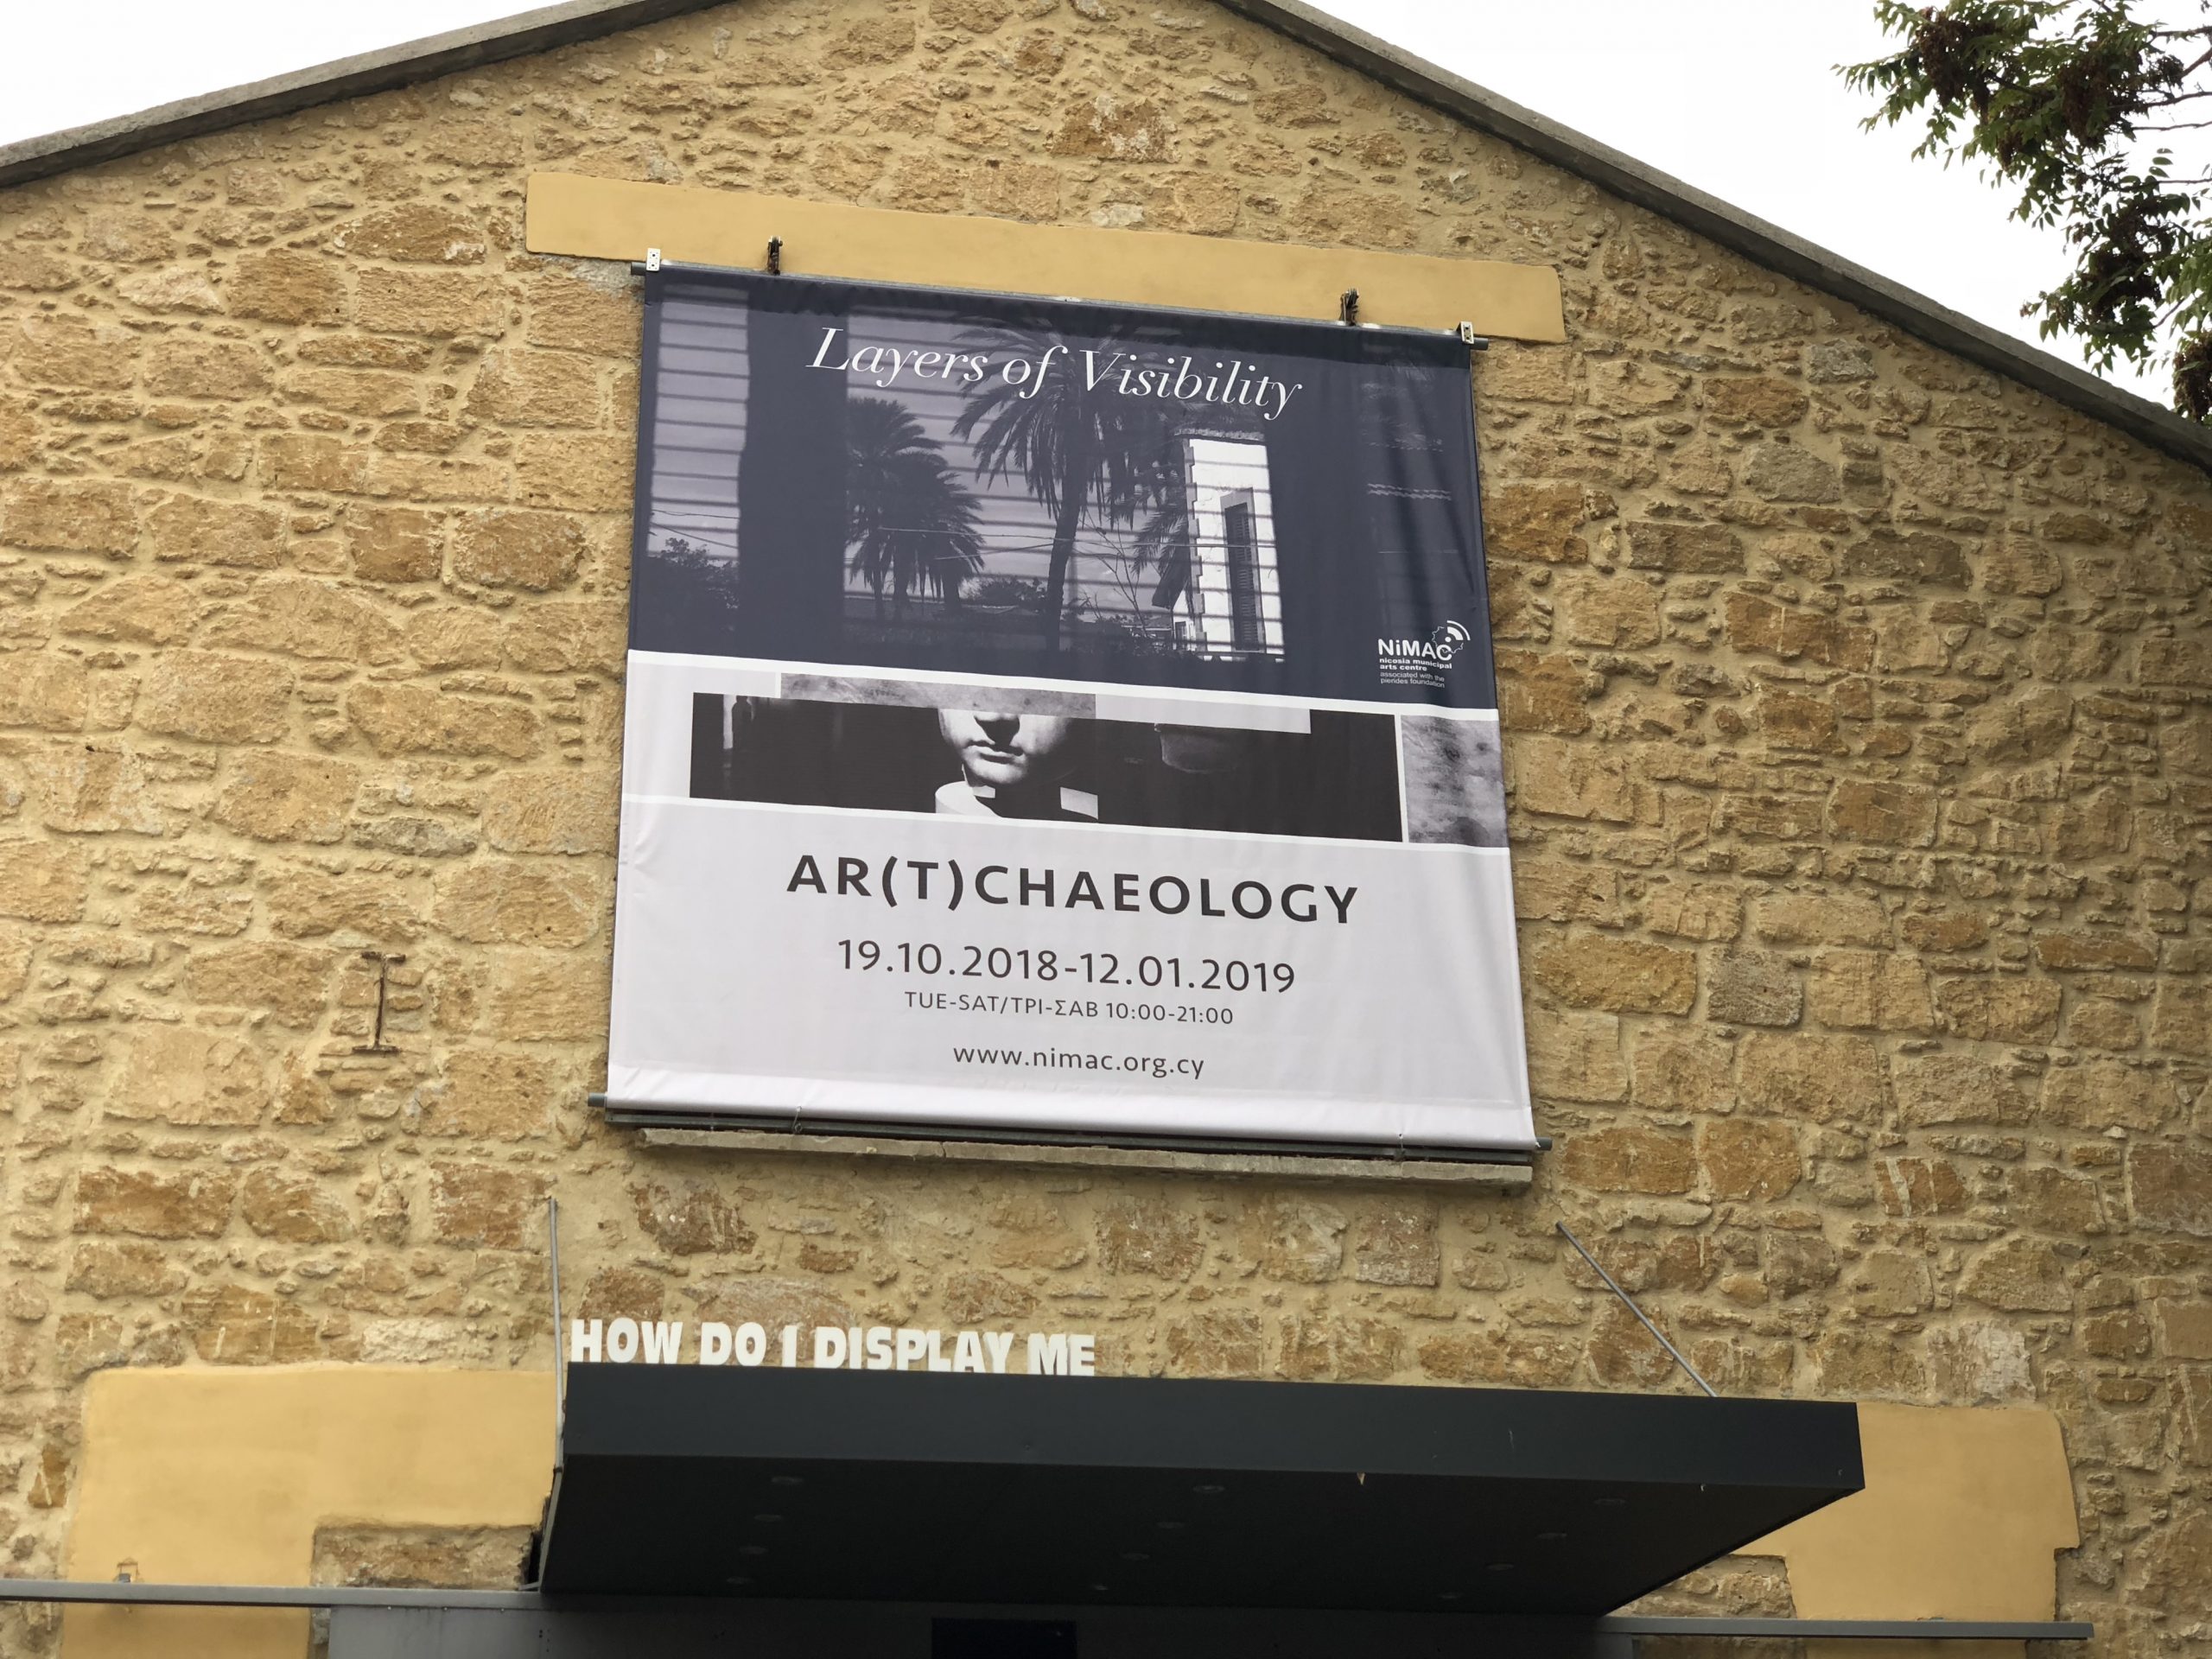 Layers of Visibility
NiMAC
nicosia municipal
arts centre
associated with the
pierides foundation
AR(T)CHAEOLOGY
19.10.2018-12.01.2019
TUE-SAT/ΤΡΙ-ΣΑΒ 10:00-21:00
www.nimac.org.cy
HOW DO I DISPLAY ME